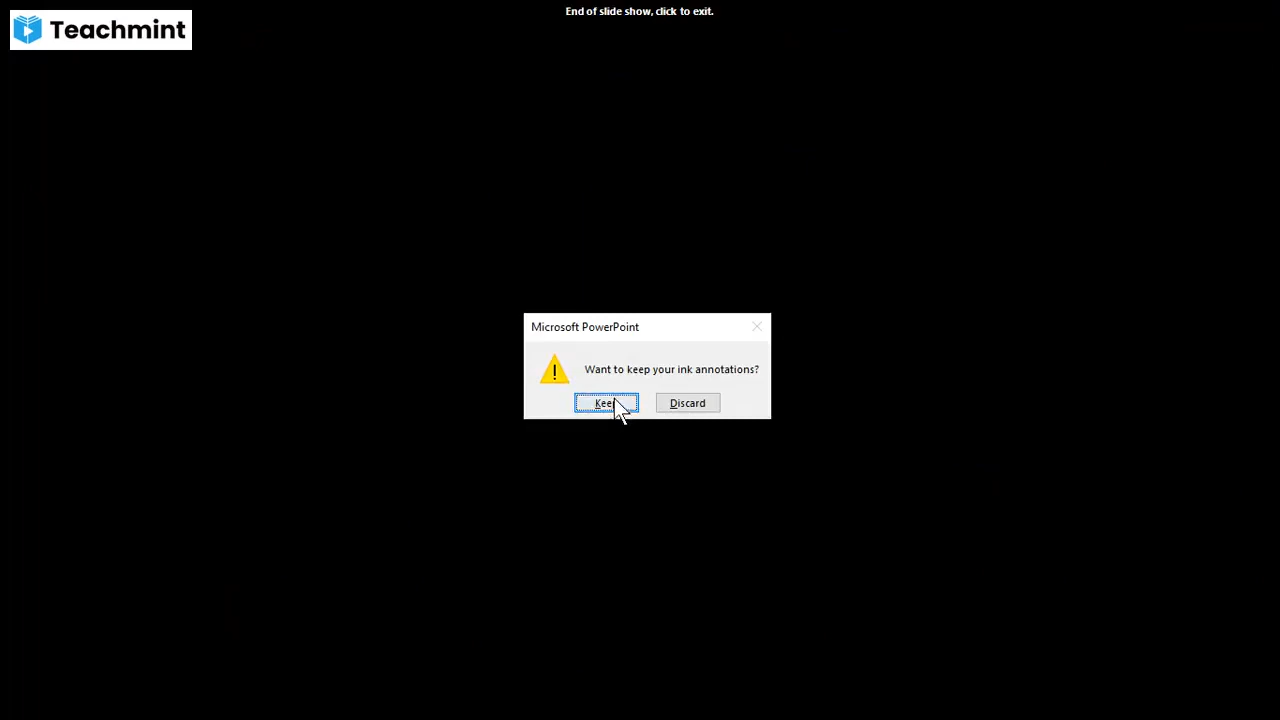 End of slide show, click to exit.
Teachmint
Microsoft PowerPoint
Want to keep your ink annotations?
Discard